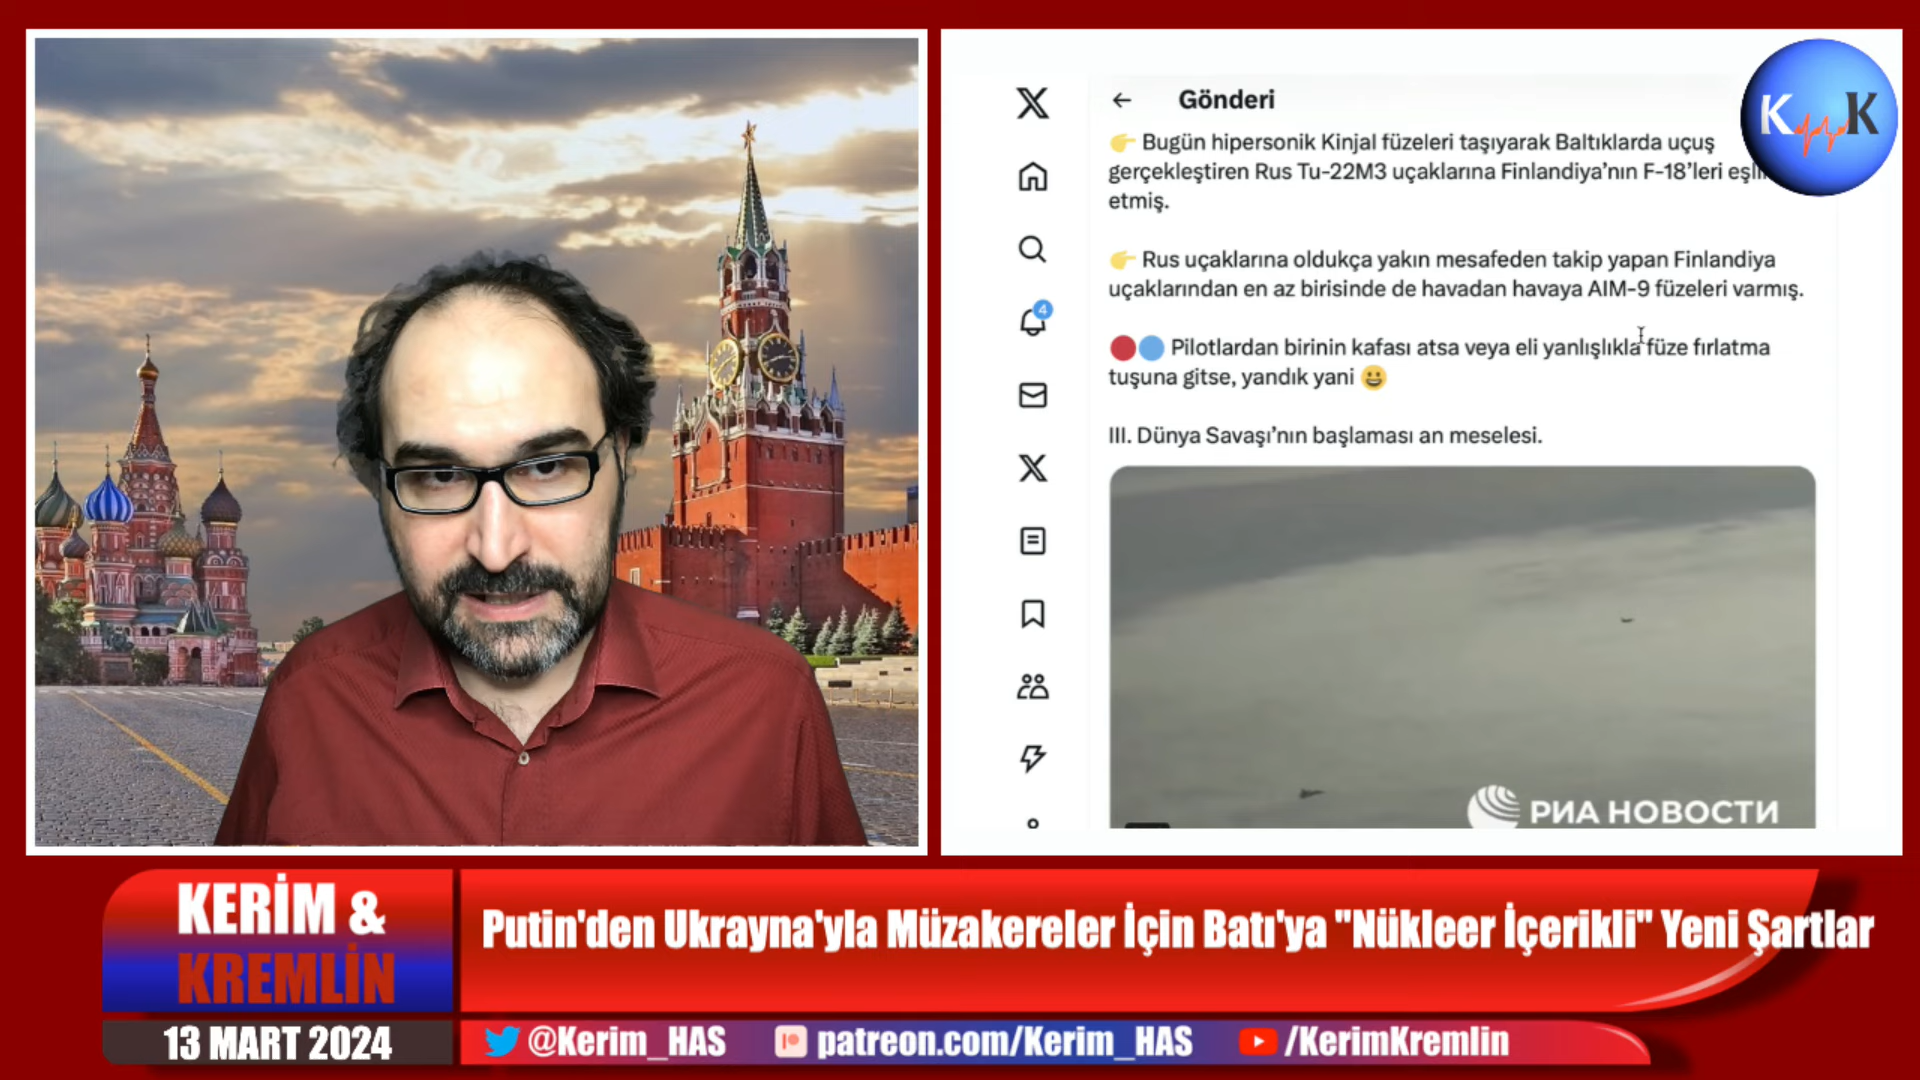 Gönderi
K K
👉 Bugün hipersonik Kinjal füzeleri taşıyarak Baltıklarda uçuş
gerçekleştiren Rus Tu-22M3 uçaklarına Finlandiya’nın F-18’leri
etmiş.
👉 Rus uçaklarına oldukça yakın mesafeden takip yapan Finlandiya
uçaklarından en az birisinde de havadan havaya AIM-9 füzeleri varmış.
🔴🔵 Pilotlardan birinin kafası atsa veya eli yanlışlıkla füze fırlatma
tuşuna gitse, yandık yani 😀
III. Dünya Savaşı’nın başlaması an meselesi.
4
РИА НОВОСТИ
KERİM &
KREMLİN
Putin'den Ukrayna'yla Müzakereler İçin Batı'ya "Nükleer İçerikli" Yeni Şartlar
13 MART 2024
@Kerim_HAS patreon.com/Kerim_HAS /KerimKremlin